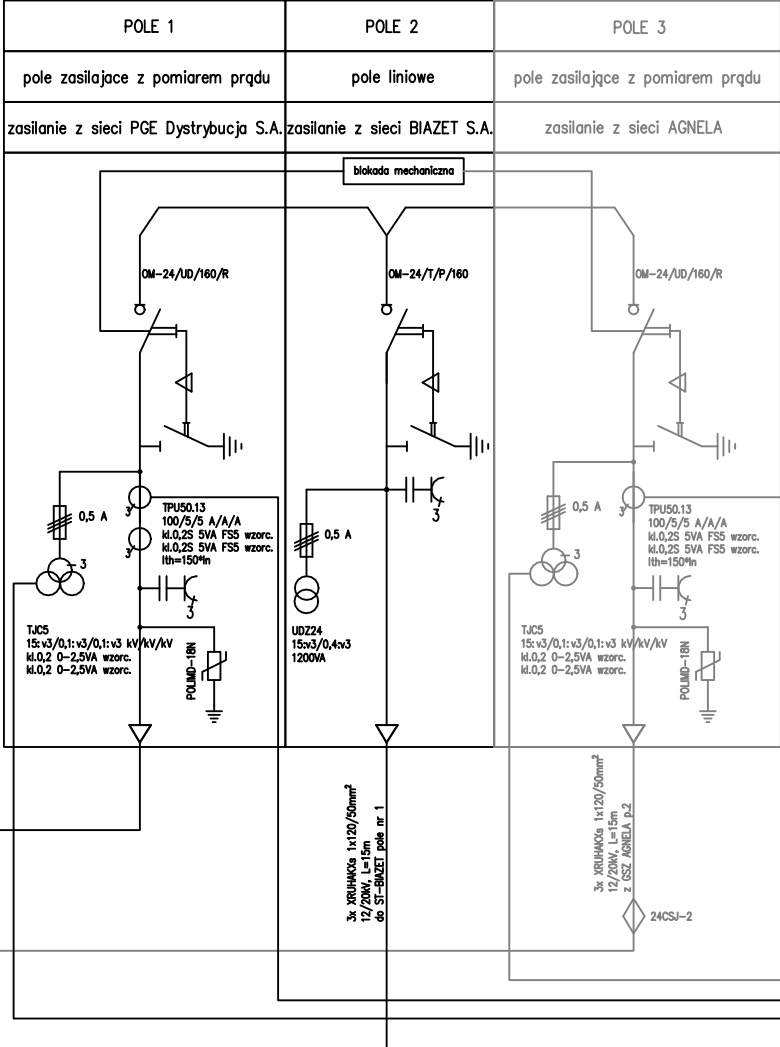 POLE 1
POLE 2
POLE 3
pole zasilajace z pomiarem prądu
pole liniowe
pole zasilające z pomiarem prądu
zasilanie z sieci PGE Dystrybucja S.A.
zasilanie z sieci BIAZET S.A.
zasilanie z sieci AGNELA
blokada mechaniczna
OM-24/UD/160/R
OM-24/T/P/160
OM-24/UD/160/R
0,5 A
3
TPU50.13
100/5/5 A/A/A
kl.0,2S 5VA FS5 wzorc.
kl.0,2S 5VA FS5 wzorc.
Ith=150*In
3
3
3
TJC5
15:v3/0,1:v3/0,1:v3 kV/kV/kV
kl.0,2 0-2,5VA wzorc.
kl.0,2 0-2,5VA wzorc.
POLIMD-18N
0,5 A
3
UDZ24
15:v3/0,4:v3
1200VA
0,5 A
3
TPU50.13
100/5/5 A/A/A
kl.0,2S 5VA FS5 wzorc.
kl.0,2S 5VA FS5 wzorc.
Ith=150*In
3
3
TJC5
15:v3/0,1:v3/0,1:v3 kV/kV/kV
kl.0,2 0-2,5VA wzorc.
kl.0,2 0-2,5VA wzorc.
POLIMD-18N
3x XRUHAKXs 1x120/50mm²
12/20kV, L=15m
do ST-BIAZET pole nr 1
3x XRUHAKXs 1x120/50mm²
12/20kV, L=15m
z GSZ AGNELA p.2
24CSJ-2